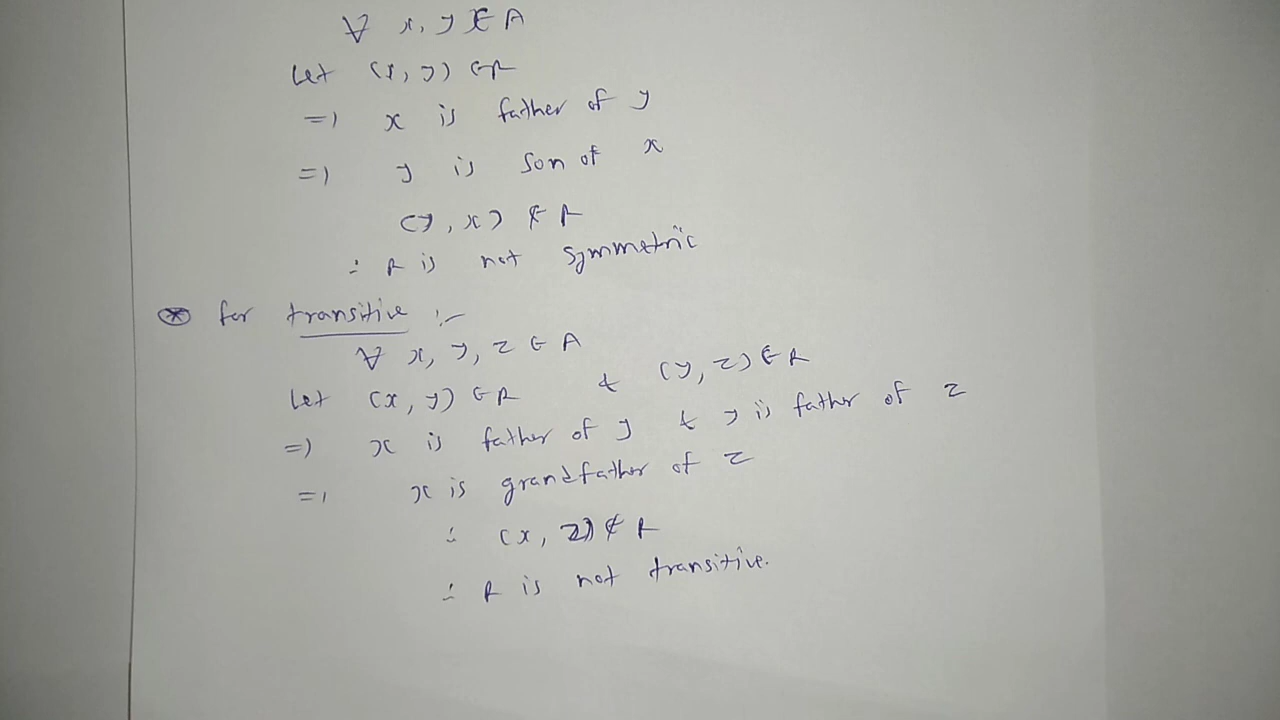 ∀ x, y ∈ A
Let (x, y) ∈ R
=) x is father of y
=) y is son of x
(y, x) ∉ R
∴ R is not symmetric
⊛ for transitive :-
∀ x, y, z ∈ A
Let (x, y) ∈ R & (y, z) ∈ R
=) x is father of y & y is father of z
=) x is grandfather of z
∴ (x, z) ∉ R
∴ R is not transitive.